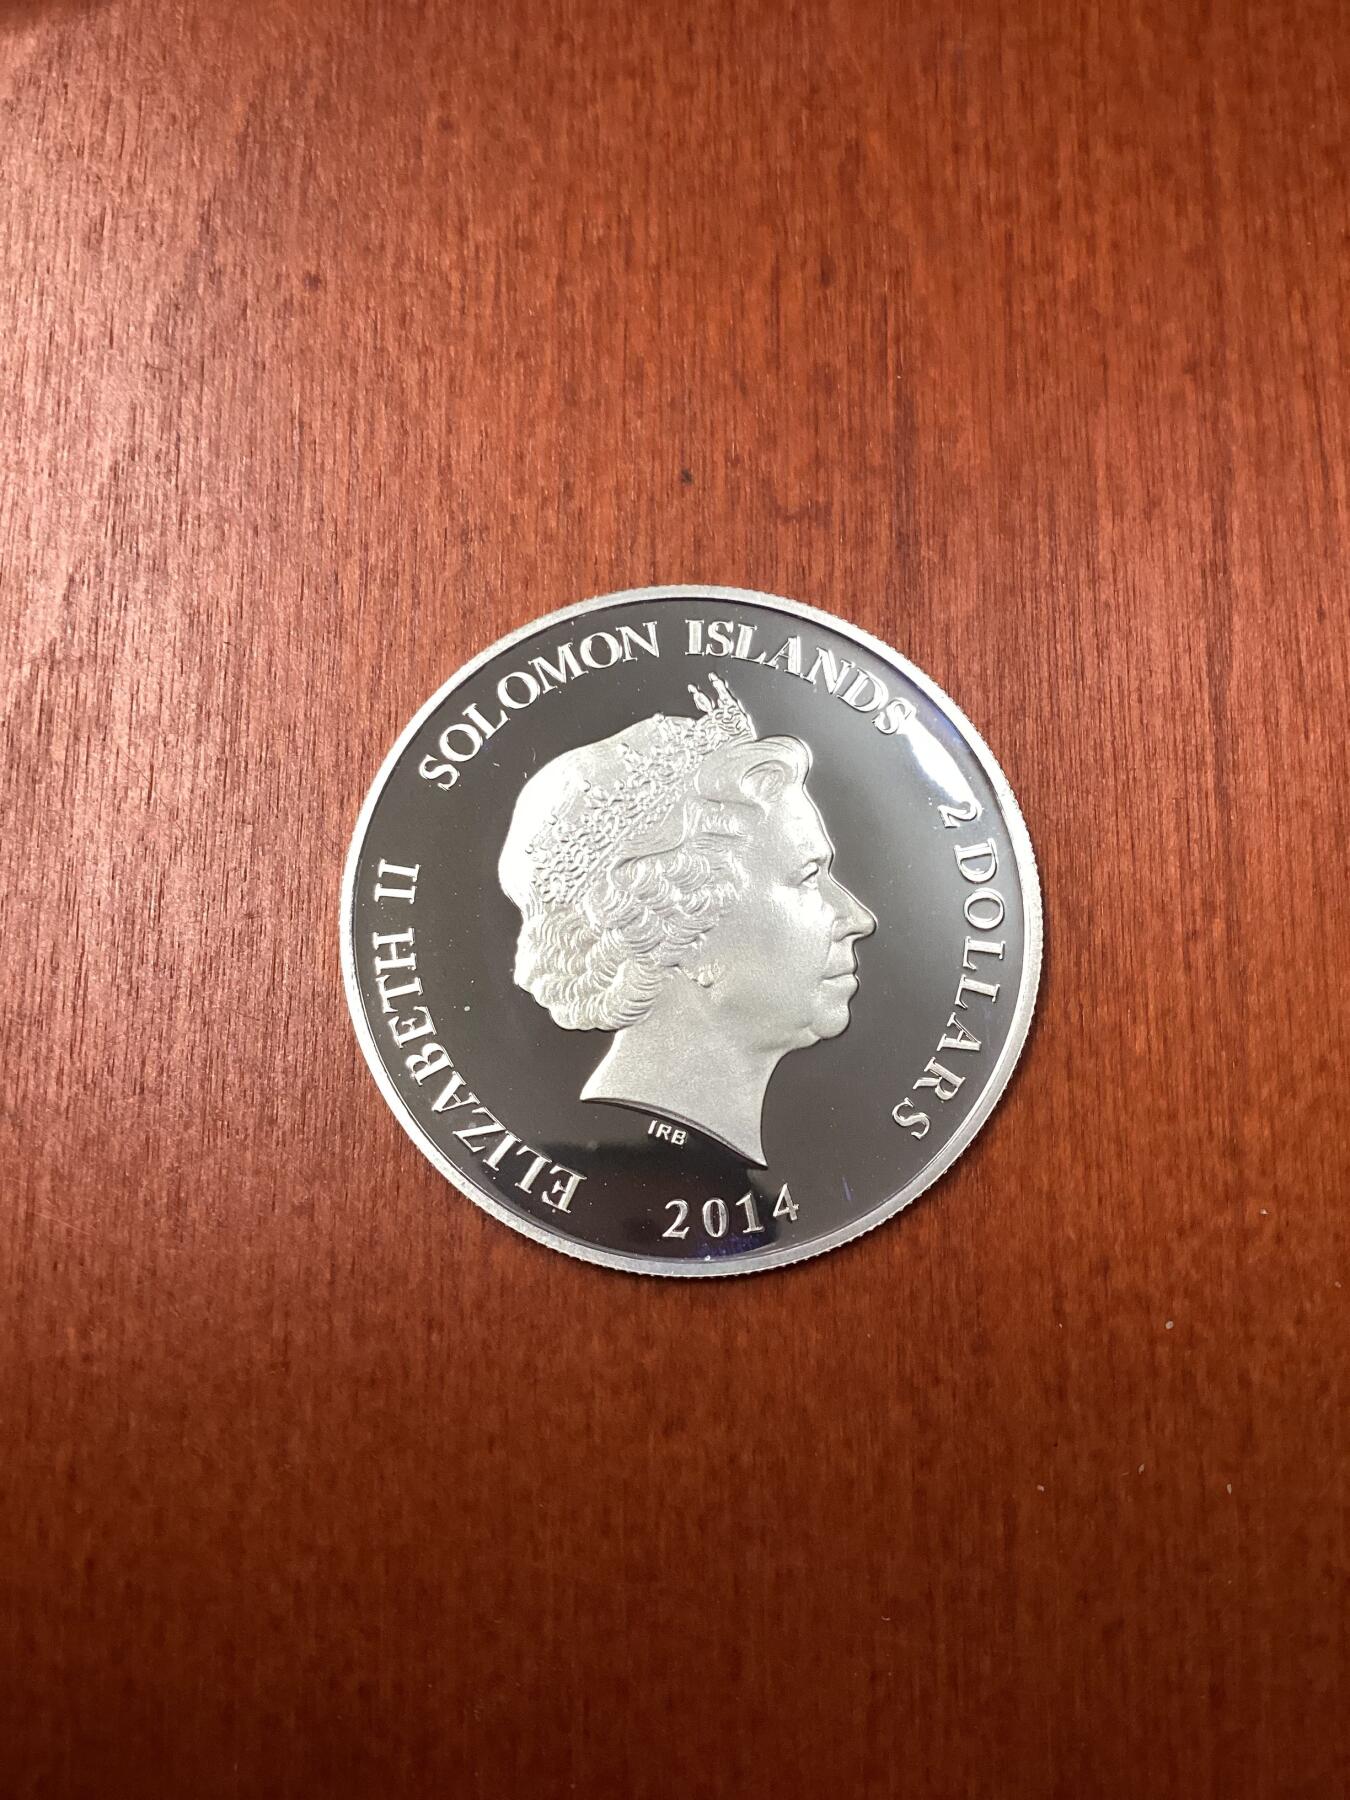 ELIZABETH II
SOLOMON ISLANDS
2 DOLLARS
IRB
2014